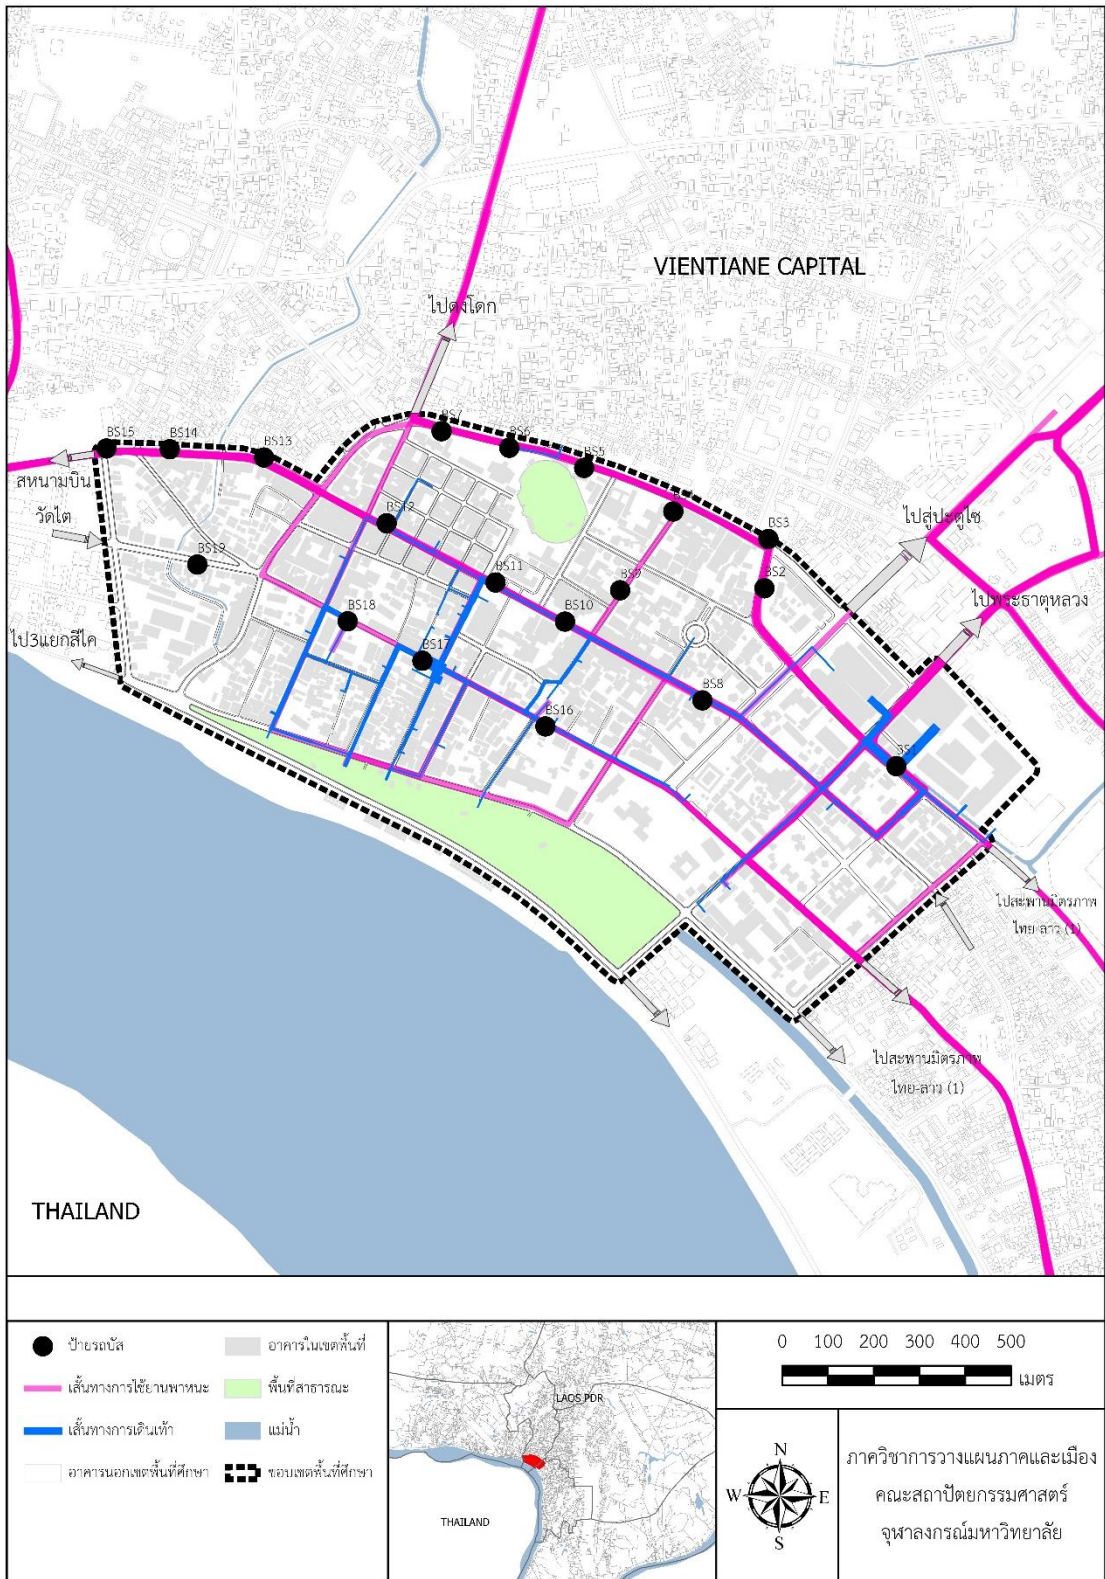 VIENTIANE CAPITAL
ไปดงโดก
BS7
BS6
BS5
BS15
BS14
BS13
สหนามบิน
วัดไต
BS12
BS3
ไปสู่ปะตูไซ
BS19
BS11
BS9
BS2
ไปพระธาตุหลวง
BS18
BS10
ไป3แยกสีไค
BS17
BS8
BS16
BS1
ไปสะพานมิตรภาพ
ไทย-ลาว (1)
ไปสะพานมิตรภาพ
ไทย-ลาว (1)
THAILAND
ป้ายรถบัส
เส้นทางการใช้ยานพาหนะ
เส้นทางการเดินเท้า
อาคารนอกเขตพื้นที่ศึกษา
อาคารในเขตพื้นที่
พื้นที่สาธารณะ
แม่น้ำ
ขอบเขตพื้นที่ศึกษา
LAOS PDR
THAILAND
0 100 200 300 400 500
เมตร
N
W E
S
ภาควิชาการวางแผนภาคและเมือง
คณะสถาปัตยกรรมศาสตร์
จุฬาลงกรณ์มหาวิทยาลัย